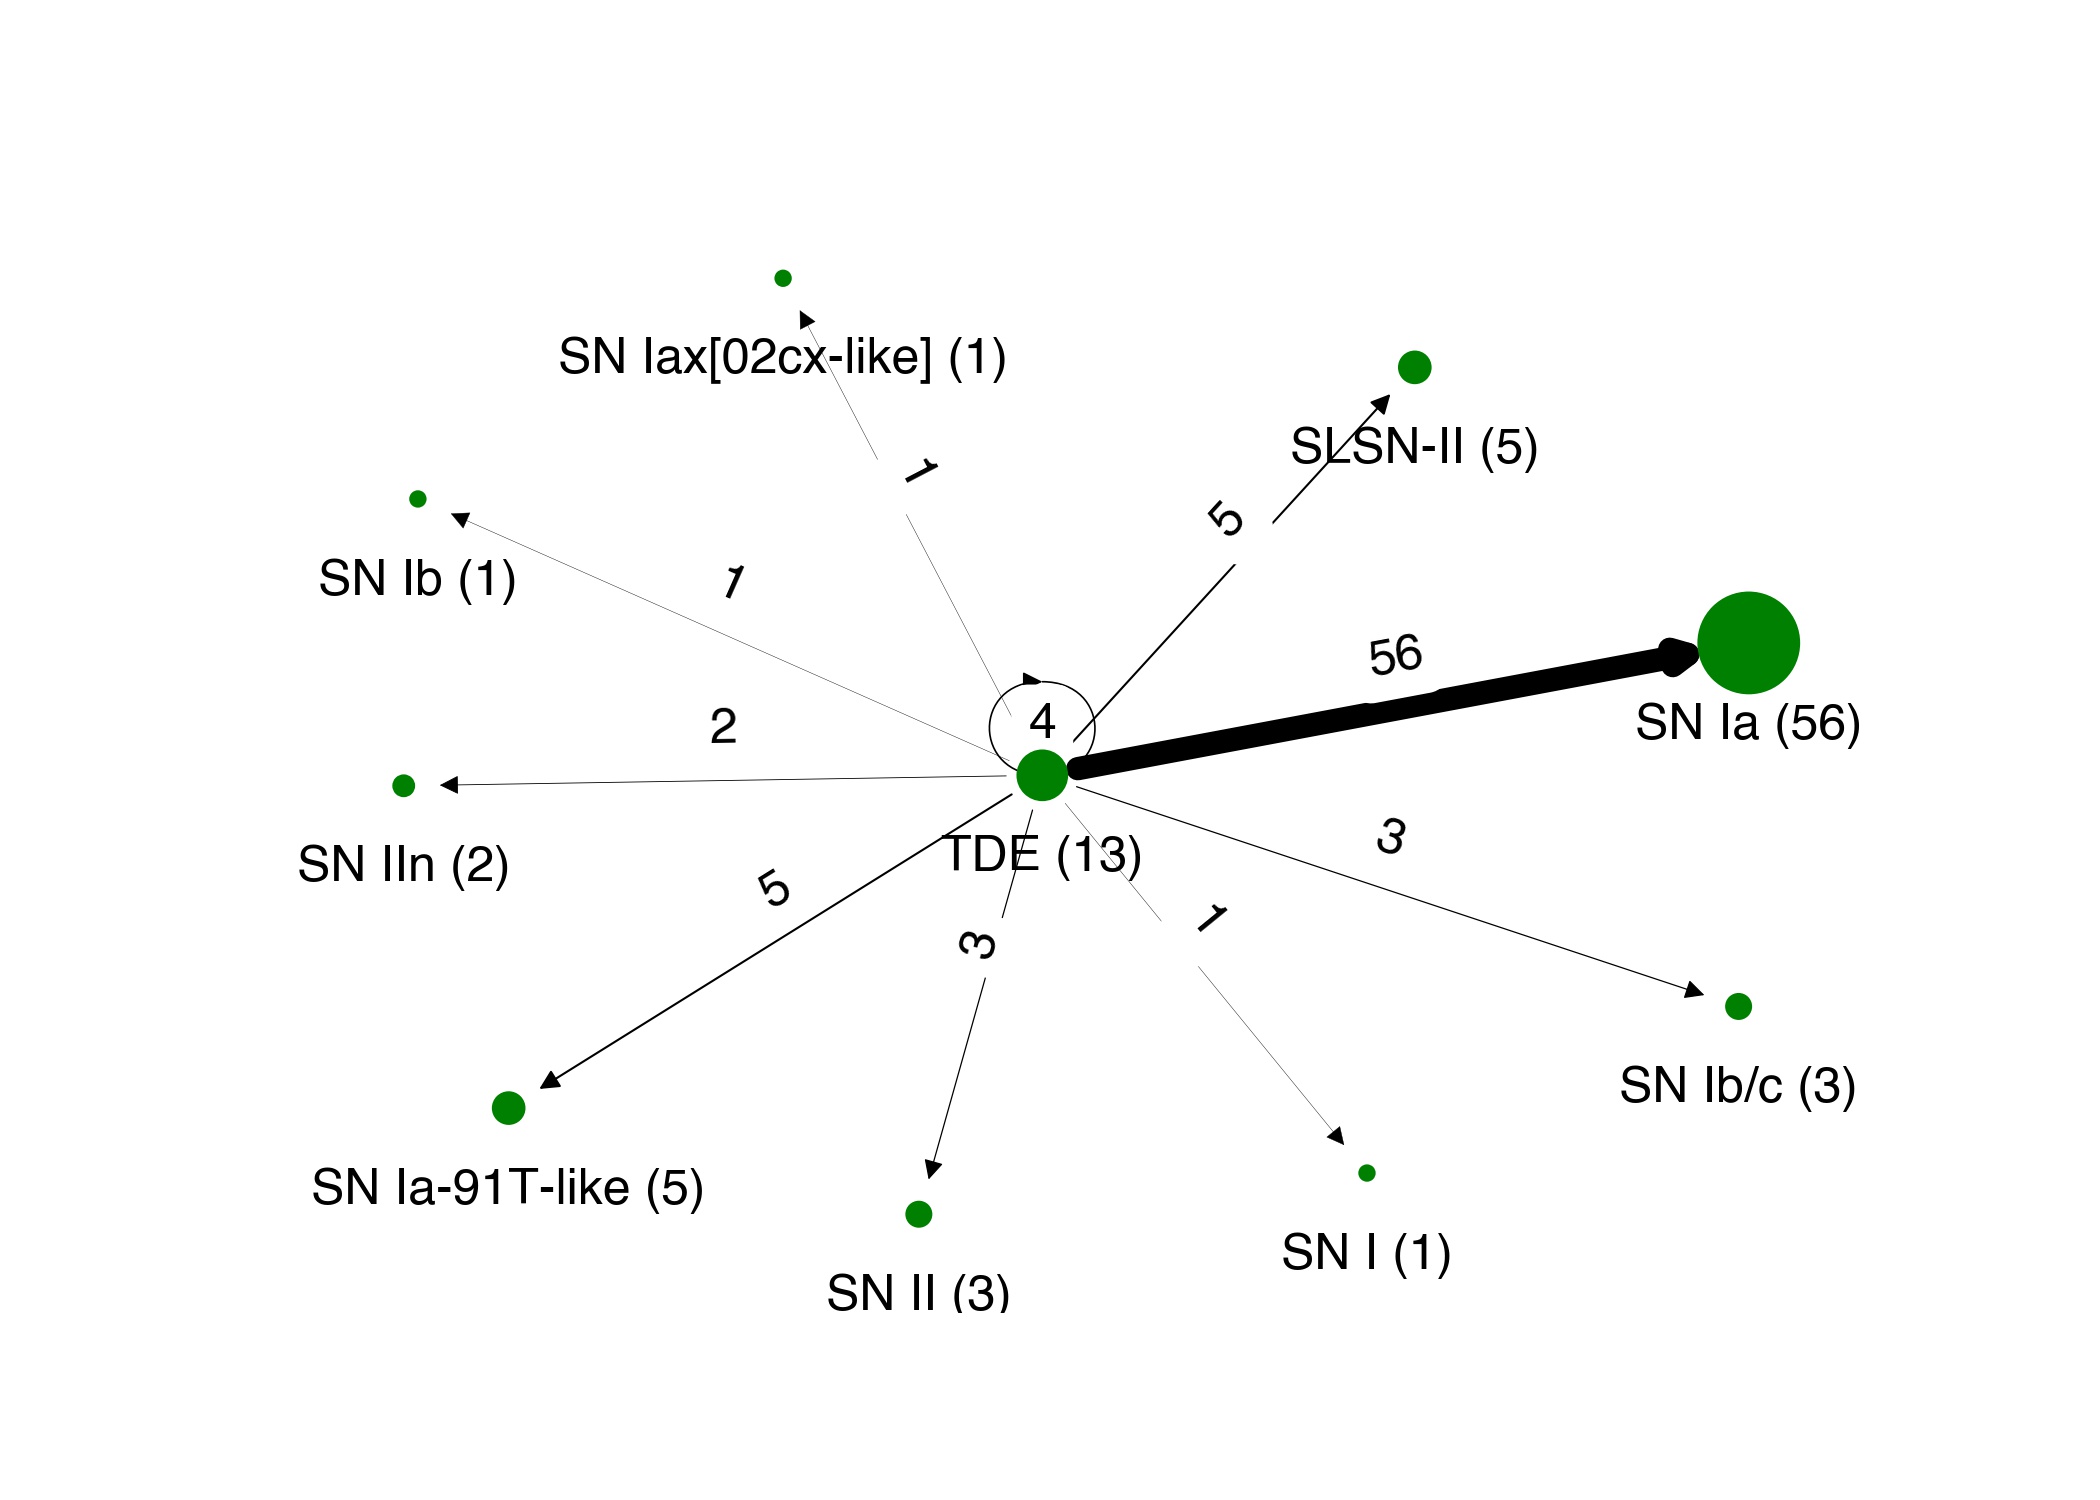 SN Iax[02cx-like] (1)
SLSN-II (5)
1
5
SN Ib (1)
1
56
SN Ia (56)
4
2
SN IIn (2)
TDE (13)
3
5
3
1
SN Ib/c (3)
SN Ia-91T-like (5)
SN I (1)
SN II (3)